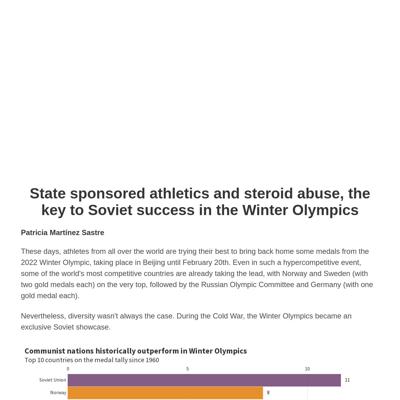 State sponsored athletics and steroid abuse, the
key to Soviet success in the Winter Olympics
Patricia Martínez Sastre
These days, athletes from all over the world are trying their best to bring back home some medals from the
2022 Winter Olympic, taking place in Beijing until February 20th. Even in such a hypercompetitive event,
some of the world's most competitive countries are already taking the lead, with Norway and Sweden (with
two gold medals each) on the very top, followed by the Russian Olympic Committee and Germany (with one
gold medal each).
Nevertheless, diversity wasn't always the case. During the Cold War, the Winter Olympics became an
exclusive Soviet showcase.
Communist nations historically outperform in Winter Olympics
Top 10 countries on the medal tally since 1960
0 5 10
Soviet Union 11
Norway 8